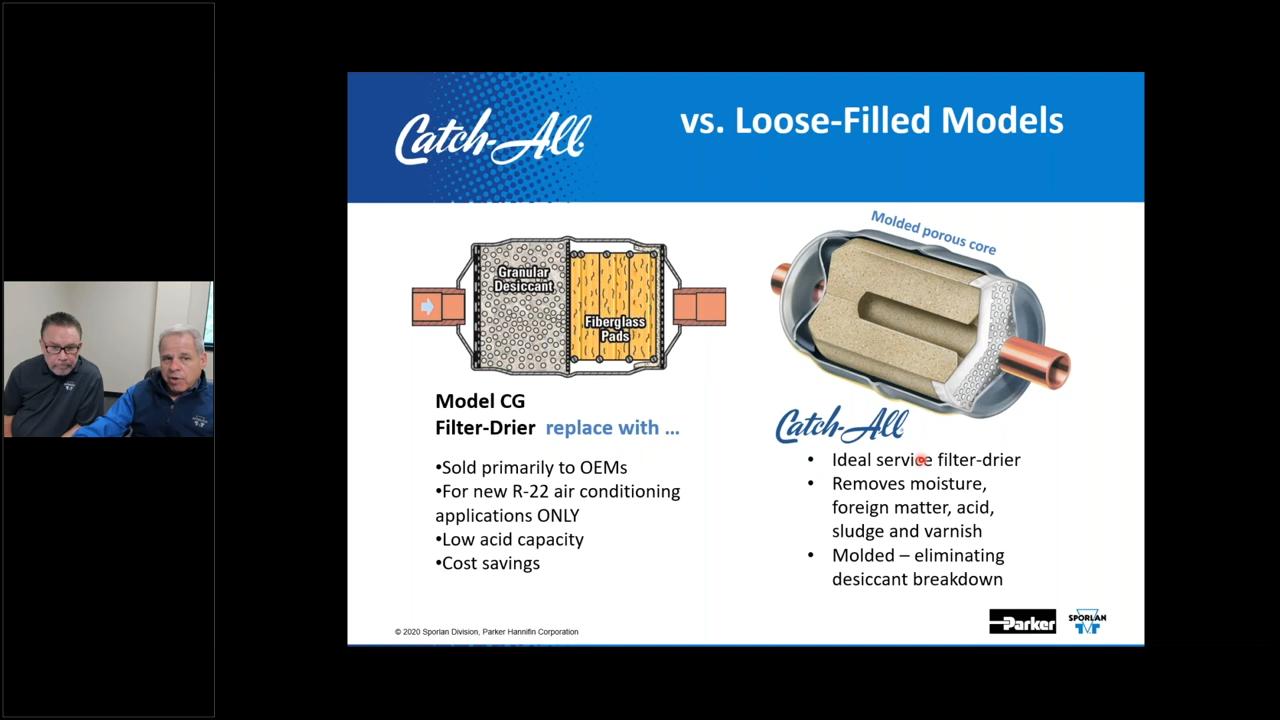 Catch-All
vs. Loose-Filled Models
Granular
Desiccant
Fiberglass
Pads
Model CG
Filter-Drier replace with ...
•Sold primarily to OEMs
•For new R-22 air conditioning
applications ONLY
•Low acid capacity
•Cost savings
Molded porous core
Catch-All
• Ideal service filter-drier
• Removes moisture,
foreign matter, acid,
sludge and varnish
• Molded – eliminating
desiccant breakdown
© 2020 Sporlan Division, Parker Hannifin Corporation
Parker
SPORLAN